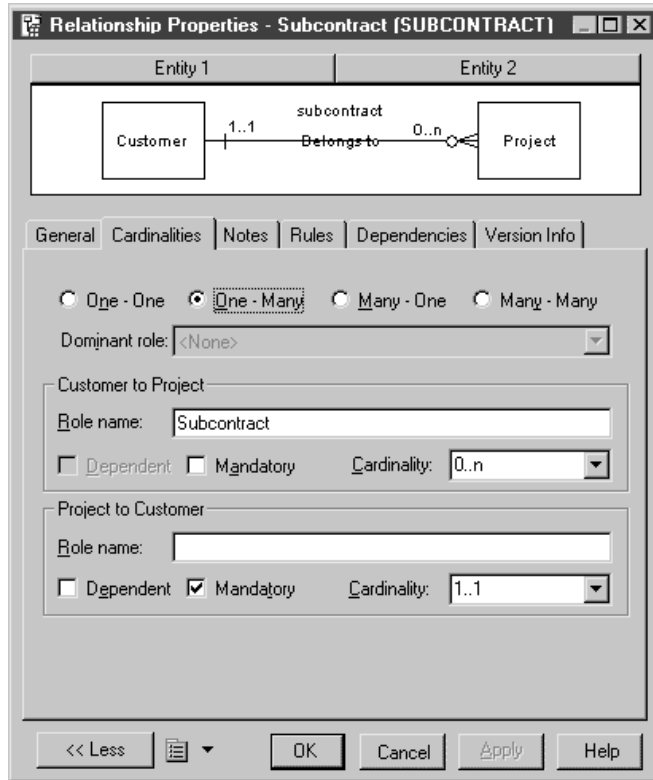 Relationship Properties - Subcontract (SUBCONTRACT)
Entity 1 Entity 2
subcontract
Customer 1..1 Belongs to 0..n Project
General Cardinalities Notes Rules Dependencies Version Info
One - One One - Many Many - One Many - Many
Dominant role: <None>
Customer to Project
Role name: Subcontract
Dependent Mandatory Cardinality: 0..n
Project to Customer
Role name:
Dependent Mandatory Cardinality: 1..1
<< Less OK Cancel Apply Help